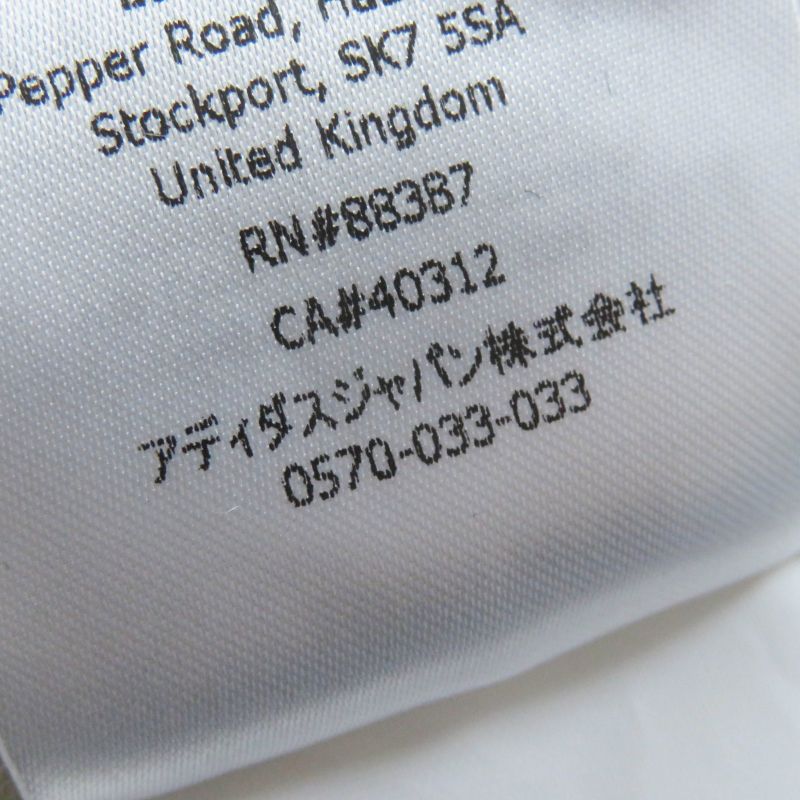 Pepper Road,
Stockport, SK7 5SA
United Kingdom
RN#88387
CA#40312
アディダスジャパン株式会社
0570-033-033